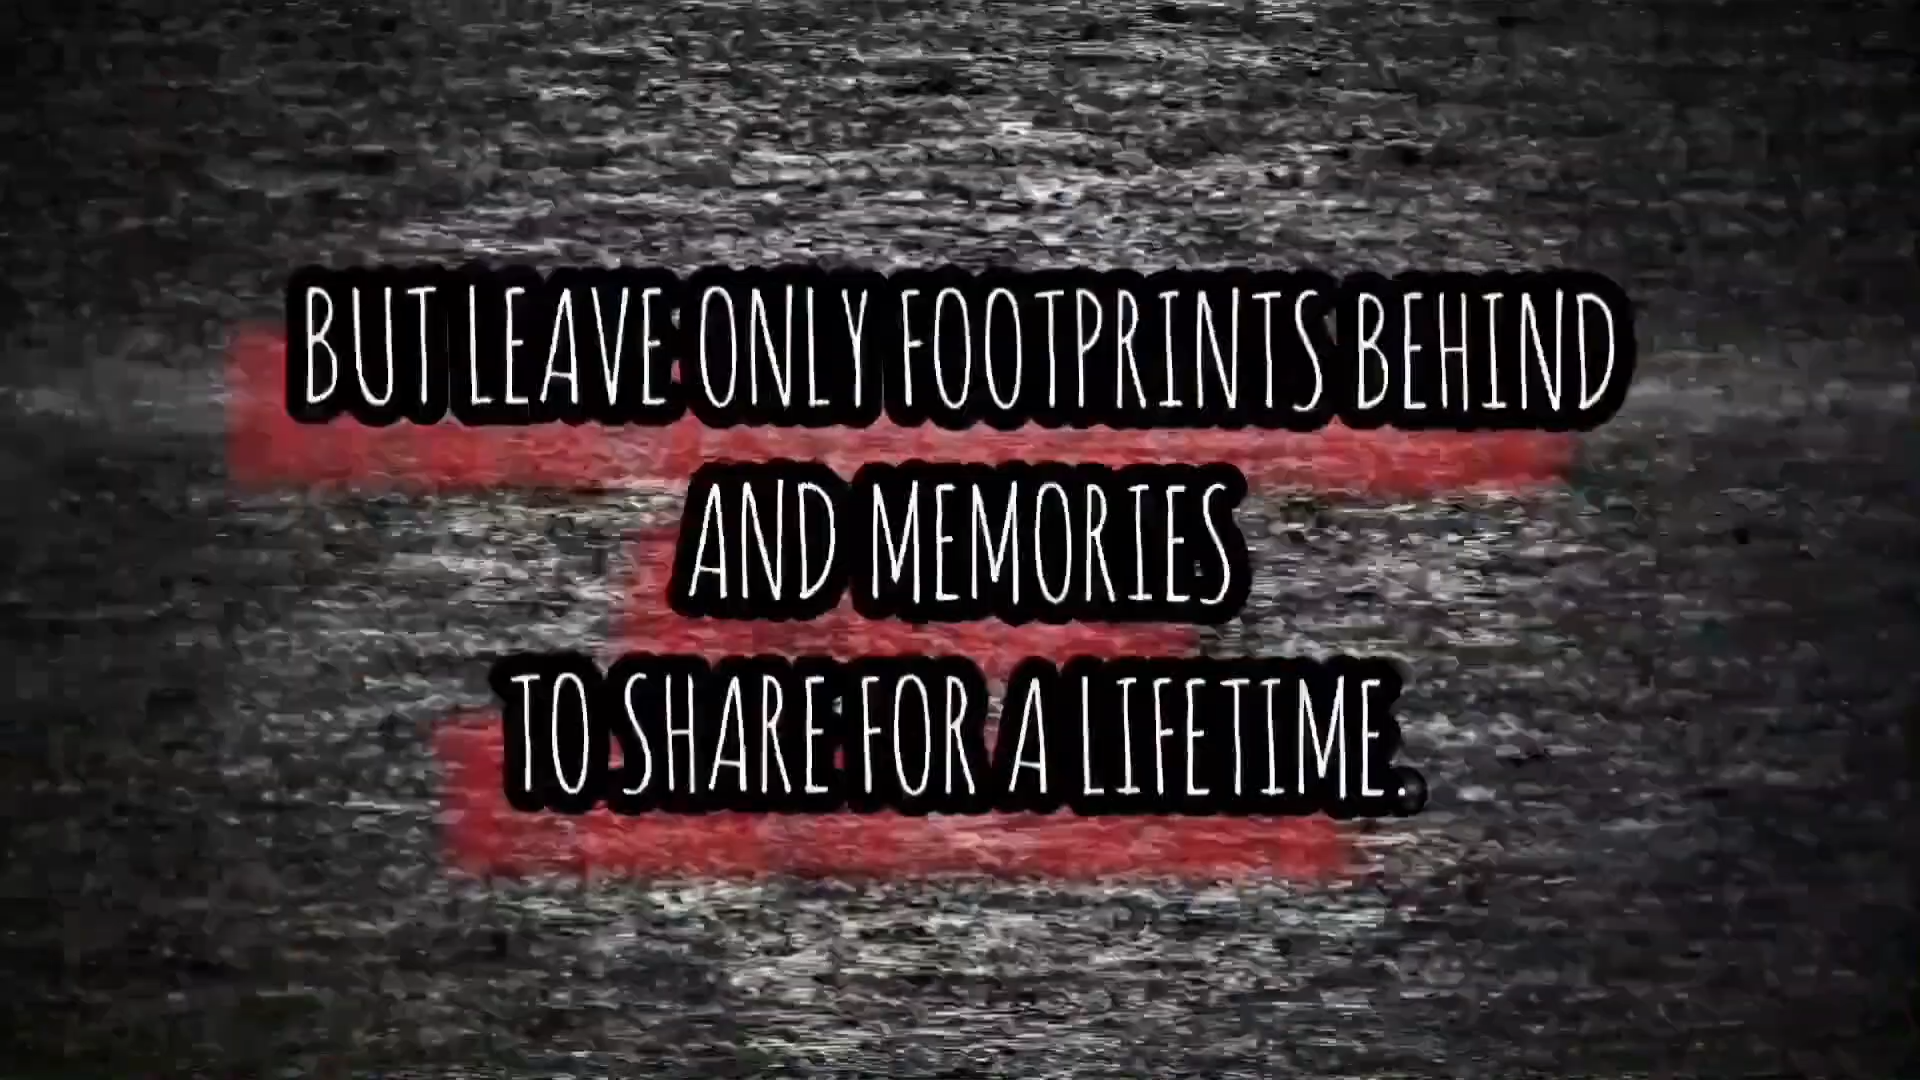 BUT LEAVE ONLY FOOTPRINTS BEHIND
AND MEMORIES
TO SHARE FOR A LIFETIME.